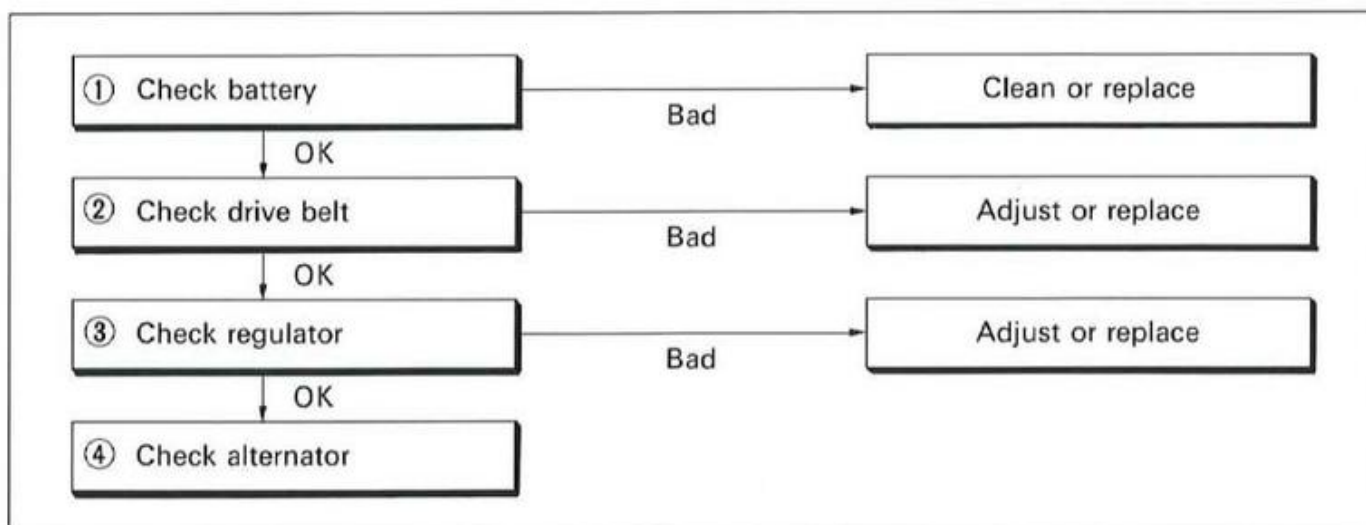 ① Check battery
Bad
Clean or replace
OK
② Check drive belt
Bad
Adjust or replace
OK
③ Check regulator
Bad
Adjust or replace
OK
④ Check alternator